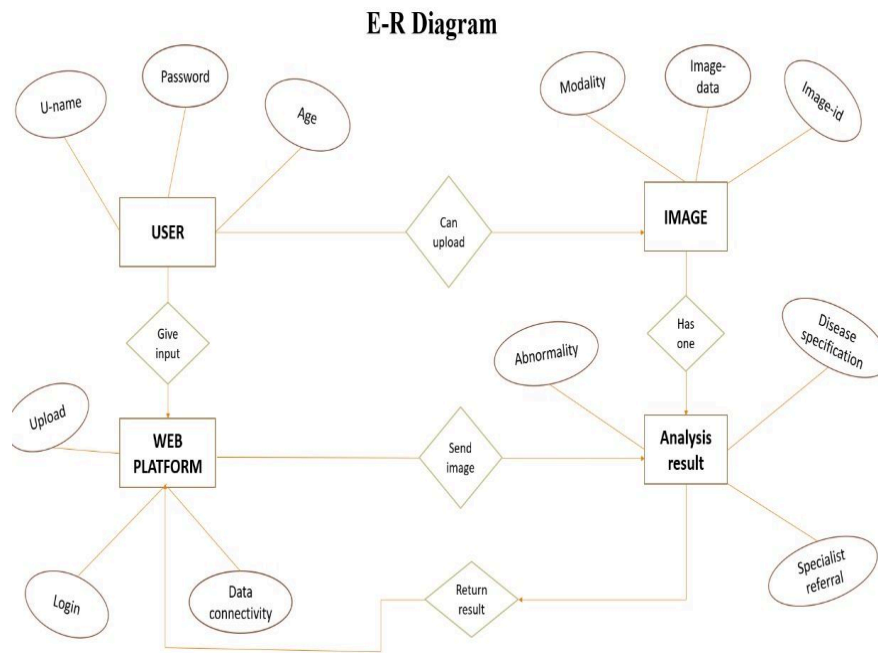 E-R Diagram
U-name
Password
Age
Modality
Image-
data
Image-id
USER
Can
upload
IMAGE
Give
input
Has
one
Abnormality
Disease
specification
Upload
WEB
PLATFORM
Send
image
Analysis
result
Login
Data
connectivity
Return
result
Specialist
referral